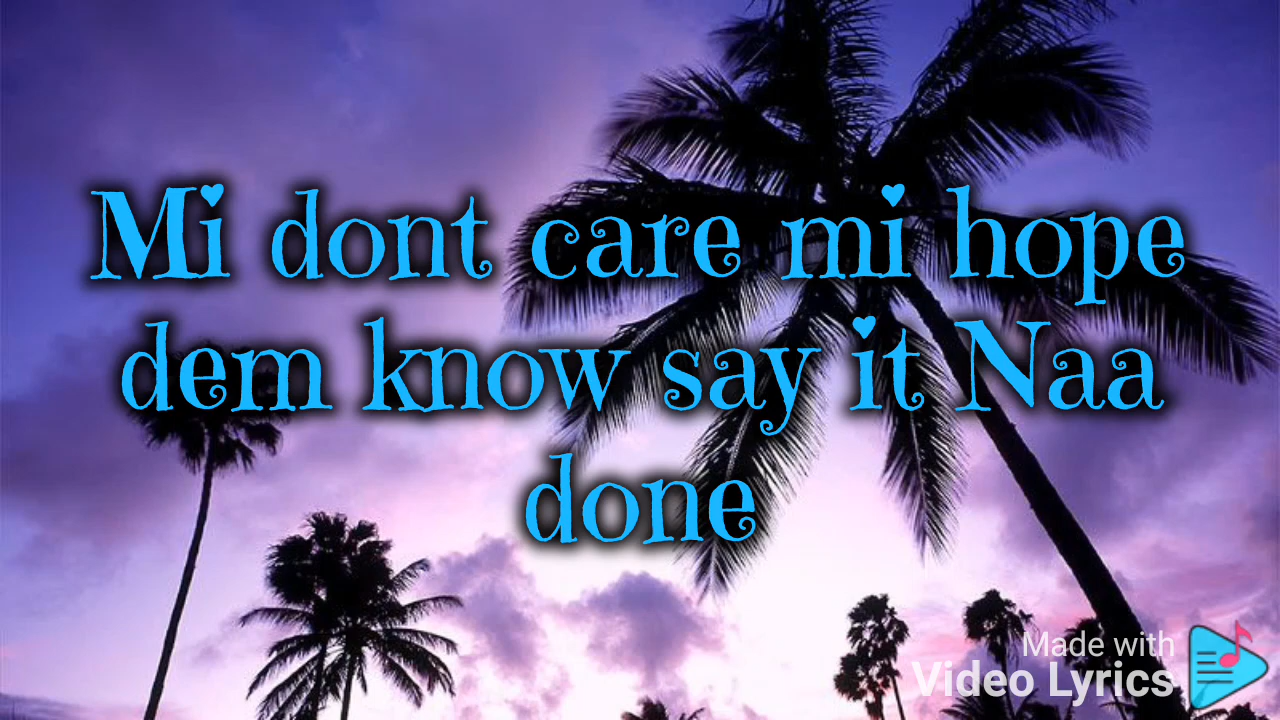 Mi dont care mi hope
dem know say it Naa
done
Made with
Video Lyrics